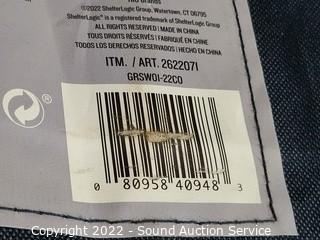 RIO Brands
©2022 ShelterLogic Group, Watertown, CT 06795
ShelterLogic® is a registered trademark of ShelterLogic Group
ALL RIGHTS RESERVED | MADE IN CHINA
TOUS DROITS RÉSERVÉS | FABRIQUÉ EN CHINE
TODOS LOS DERECHOS RESERVADOS | HECHO EN CHINA
ITM. / ART. 2622071
GRSW01-22CO
0 80958 40948 3
Copyright 2022 - Sound Auction Service